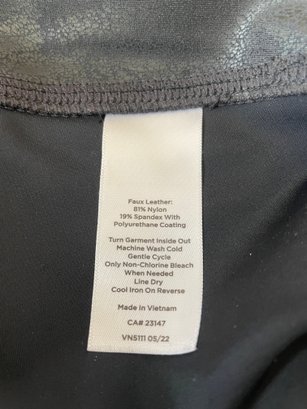 Faux Leather:
81% Nylon
19% Spandex With
Polyurethane Coating
Turn Garment Inside Out
Machine Wash Cold
Gentle Cycle
Only Non-Chlorine Bleach
When Needed
Line Dry
Cool Iron On Reverse
Made In Vietnam
CA# 23147
VN5111 05/22